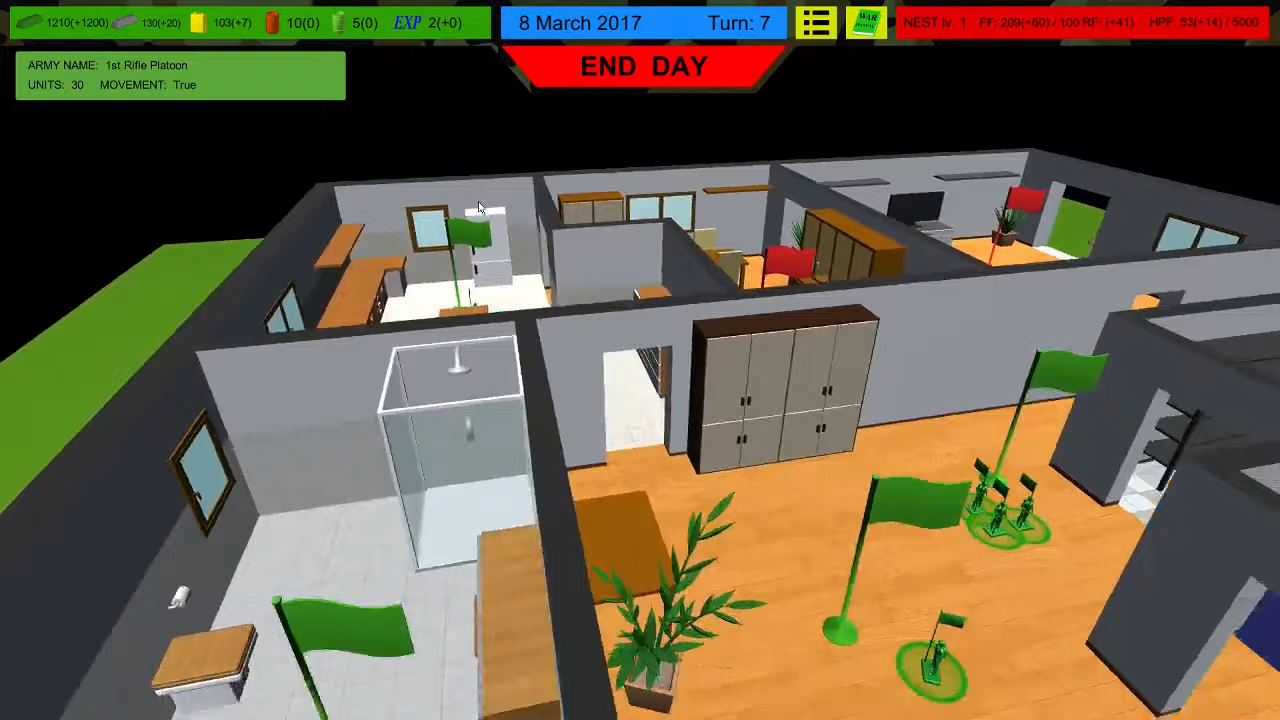 1210(+1200) 130(+20) 103(+7) 10(0) 5(0) EXP 2(+0)
8 March 2017 Turn: 7
WAR
NEST lv. 1 FF: 209(+60) / 100 RF: (+41) HPF: 53(+14) / 5000
END DAY
ARMY NAME: 1st Rifle Platoon
UNITS: 30 MOVEMENT: True